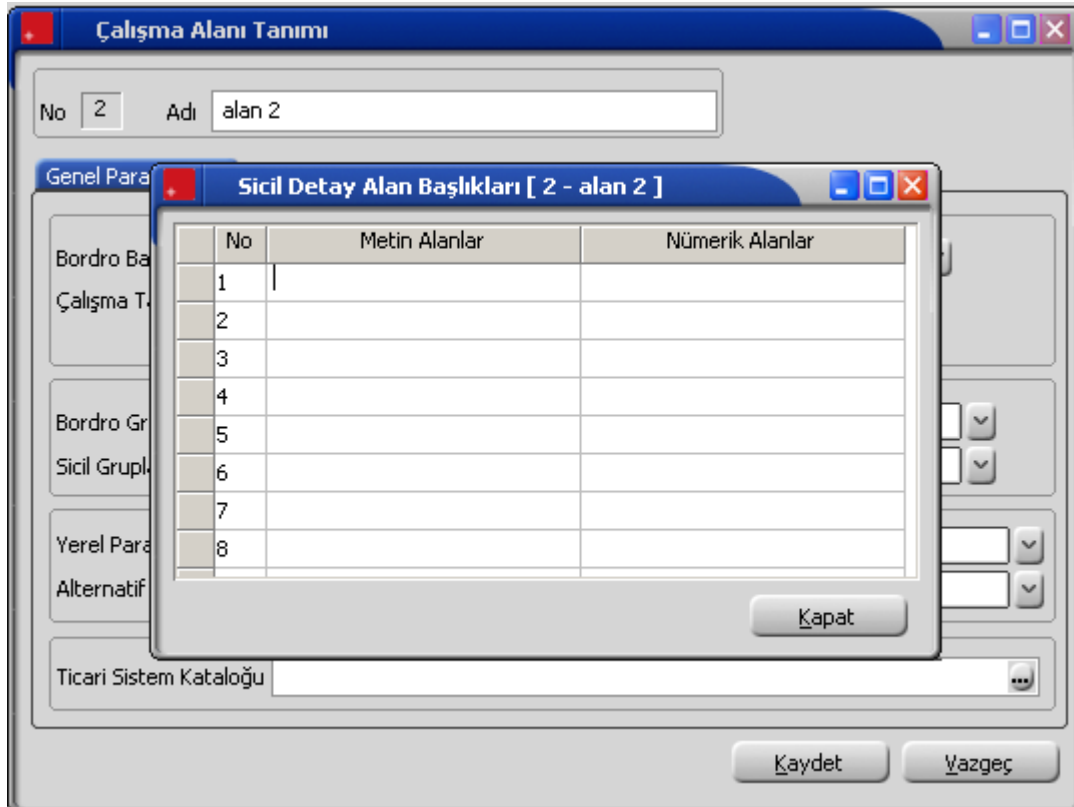 Çalışma Alanı Tanımı
No 2 Adı alan 2
Genel Para
Sicil Detay Alan Başlıkları [ 2 - alan 2 ]
No Metin Alanlar Nümerik Alanlar
1
2
3
4
5
6
7
8
Bordro Ba
Çalışma T
Bordro Gr
Sicil Grupl
Yerel Para
Alternatif
Kapat
Ticari Sistem Kataloğu
Kaydet Vazgeç